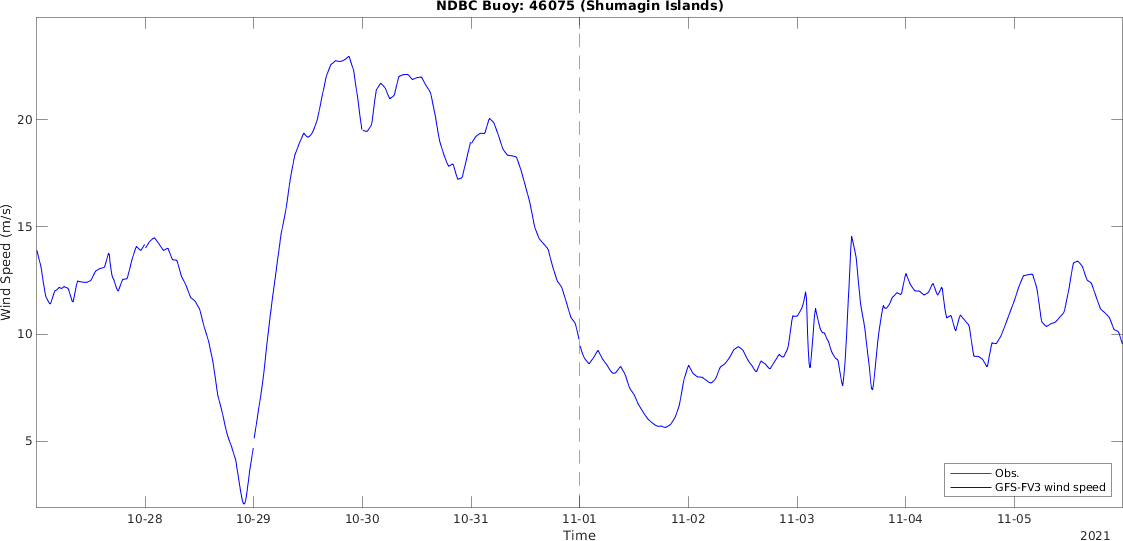 NDBC Buoy: 46075 (Shumagin Islands)
Wind Speed (m/s)
20
15
10
5
10-28 10-29 10-30 10-31 11-01 11-02 11-03 11-04 11-05
Time
2021
Obs.
GFS-FV3 wind speed